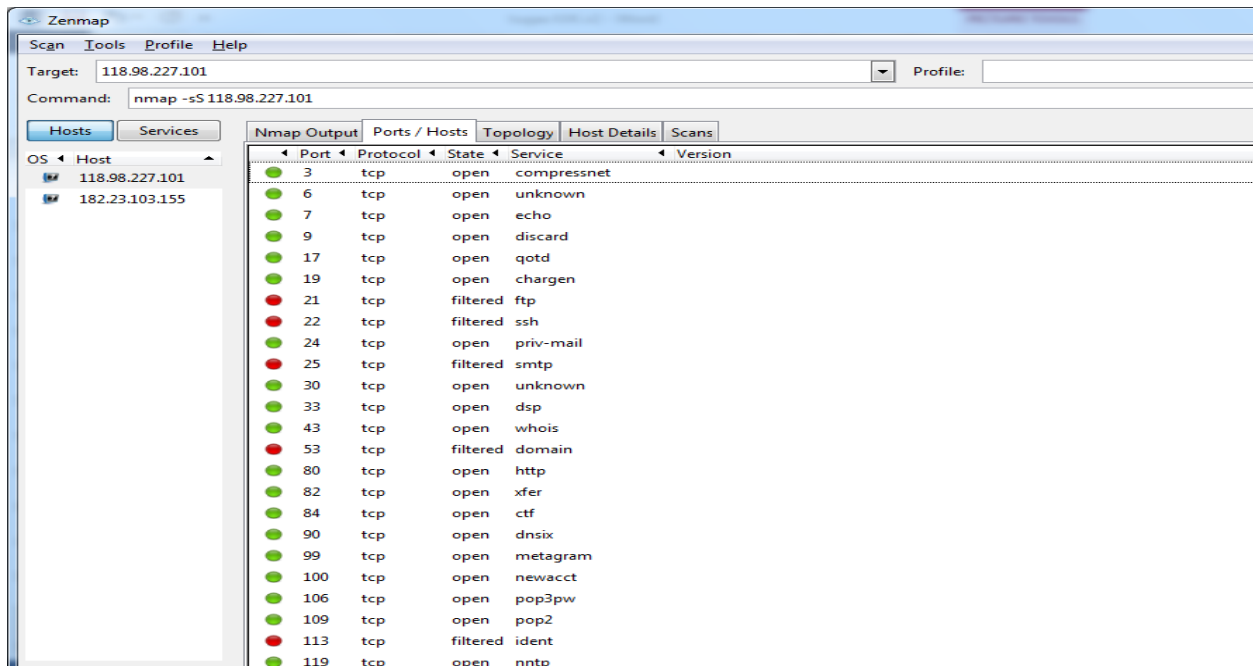 Zenmap
Scan Tools Profile Help
Target: 118.98.227.101 Profile:
Command: nmap -sS 118.98.227.101
Hosts Services Nmap Output Ports / Hosts Topology Host Details Scans
OS Host Port Protocol State Service Version
118.98.227.101
182.23.103.155
3 tcp open compressnet
6 tcp open unknown
7 tcp open echo
9 tcp open discard
17 tcp open qotd
19 tcp open chargen
21 tcp filtered ftp
22 tcp filtered ssh
24 tcp open priv-mail
25 tcp filtered smtp
30 tcp open unknown
33 tcp open dsp
43 tcp open whois
53 tcp filtered domain
80 tcp open http
82 tcp open xfer
84 tcp open ctf
90 tcp open dnsix
99 tcp open metagram
100 tcp open newacct
106 tcp open pop3pw
109 tcp open pop2
113 tcp filtered ident
119 tcp open nntp